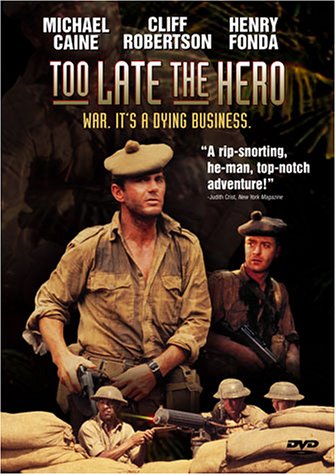 MICHAEL CAINE
CLIFF ROBERTSON
HENRY FONDA
TOO LATE THE HERO
WAR. IT'S A DYING BUSINESS.
"A rip-snorting,
he-man, top-notch
adventure!"
-Judith Crist, New York Magazine
DVD